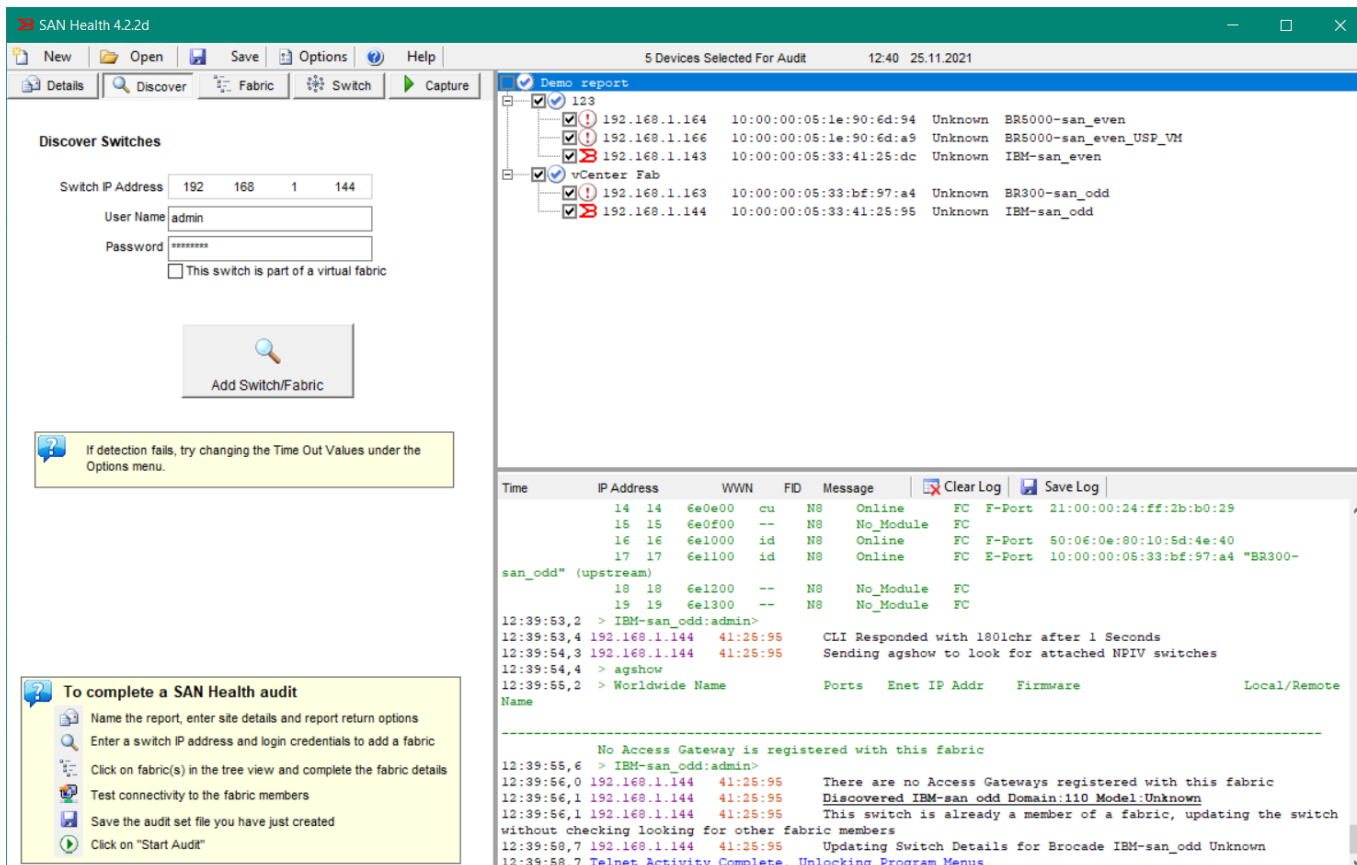 SAN Health 4.2.2d
New Open Save Options Help 5 Devices Selected For Audit 12:40 25.11.2021
Details Discover Fabric Switch Capture
Discover Switches
Switch IP Address 192 168 1 144
User Name admin
Password ********
This switch is part of a virtual fabric
Add Switch/Fabric
If detection fails, try changing the Time Out Values under the
Options menu.
To complete a SAN Health audit
Name the report, enter site details and report return options
Enter a switch IP address and login credentials to add a fabric
Click on fabric(s) in the tree view and complete the fabric details
Test connectivity to the fabric members
Save the audit set file you have just created
Click on "Start Audit"
Demo report
123
192.168.1.164 10:00:00:05:1e:90:6d:94 Unknown BR5000-san_even
192.168.1.166 10:00:00:05:1e:90:6d:a9 Unknown BR5000-san_even_USP_VM
192.168.1.143 10:00:00:05:33:41:25:dc Unknown IBM-san_even
vCenter Fab
192.168.1.163 10:00:00:05:33:bf:97:a4 Unknown BR300-san_odd
192.168.1.144 10:00:00:05:33:41:25:95 Unknown IBM-san_odd
Time IP Address WWN FID Message Clear Log Save Log
14 14 6e0e00 cu N8 Online FC F-Port 21:00:00:24:ff:2b:b0:29
15 15 6e0f00 -- N8 No_Module FC
16 16 6e1000 id N8 Online FC F-Port 50:06:0e:80:10:5d:4e:40
17 17 6e1100 id N8 Online FC E-Port 10:00:00:05:33:bf:97:a4 "BR300-
san_odd" (upstream)
18 18 6e1200 -- N8 No_Module FC
19 19 6e1300 -- N8 No_Module FC
12:39:53,2 > IBM-san_odd:admin>
12:39:53,4 192.168.1.144 41:25:95 CLI Responded with 1801chr after 1 Seconds
12:39:54,3 192.168.1.144 41:25:95 Sending agshow to look for attached NPIV switches
12:39:54,4 > agshow
12:39:55,2 > Worldwide Name Ports Enet IP Addr Firmware Local/Remote
Name
No Access Gateway is registered with this fabric
12:39:55,6 > IBM-san_odd:admin>
12:39:56,0 192.168.1.144 41:25:95 There are no Access Gateways registered with this fabric
12:39:56,1 192.168.1.144 41:25:95 Discovered IBM-san odd Domain:110 Model:Unknown
12:39:56,1 192.168.1.144 41:25:95 This switch is already a member of a fabric, updating the switch
without checking looking for other fabric members
12:39:58,7 192.168.1.144 41:25:95 Updating Switch Details for Brocade IBM-san_odd Unknown
12:39:58,7 Telnet Activity Complete, Unlocking Program Menus